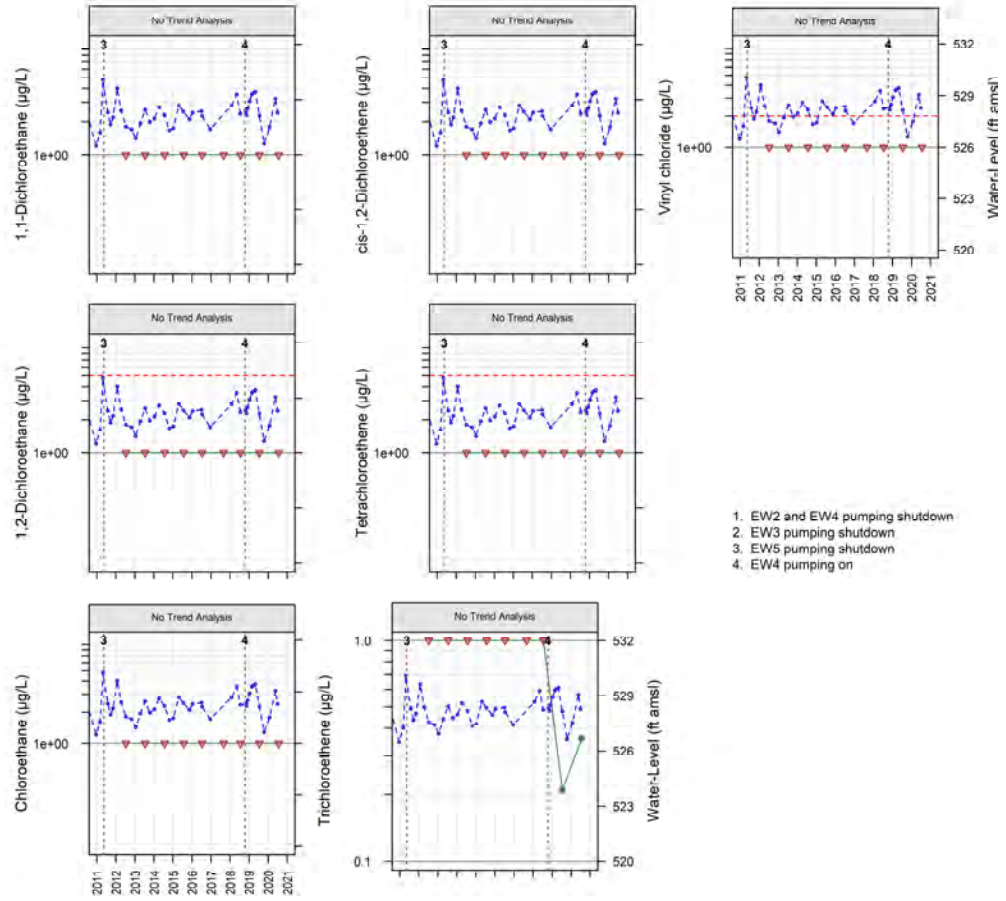 No Trend Analysis
3
4
1,1-Dichloroethane (µg/L)
1e+00
No Trend Analysis
3
4
cis-1,2-Dichloroethene (µg/L)
1e+00
No Trend Analysis
3
4
Vinyl chloride (µg/L)
1e+00
532
529
526
523
520
Water-Level (ft amsl)
2011
2012
2013
2014
2015
2016
2017
2018
2019
2020
2021
No Trend Analysis
3
4
1,2-Dichloroethane (µg/L)
1e+00
No Trend Analysis
3
4
Tetrachloroethene (µg/L)
1e+00
1. EW2 and EW4 pumping shutdown
2. EW3 pumping shutdown
3. EW5 pumping shutdown
4. EW4 pumping on
No Trend Analysis
3
4
Chloroethane (µg/L)
1e+00
2011
2012
2013
2014
2015
2016
2017
2018
2019
2020
2021
No Trend Analysis
3
4
Trichloroethene (µg/L)
1.0
0.1
532
529
526
523
520
Water-Level (ft amsl)